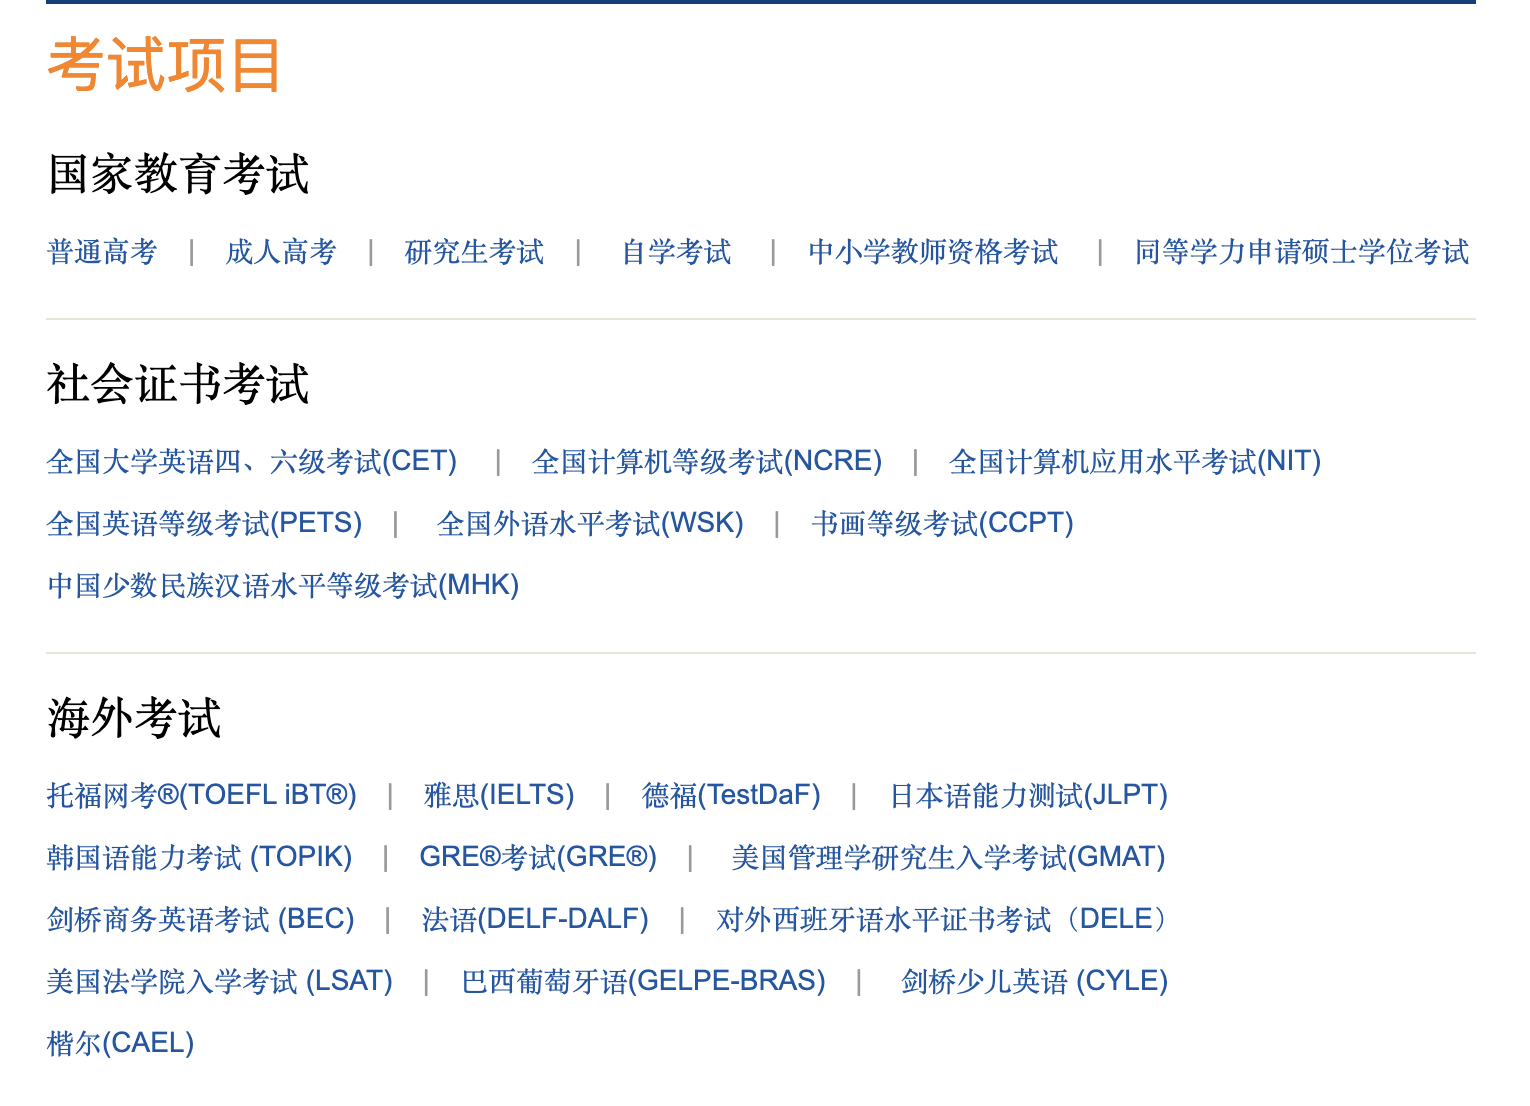 考试项目
国家教育考试
普通高考 | 成人高考 | 研究生考试 | 自学考试 | 中小学教师资格考试 | 同等学力申请硕士学位考试
社会证书考试
全国大学英语四、六级考试(CET) | 全国计算机等级考试(NCRE) | 全国计算机应用水平考试(NIT)
全国英语等级考试(PETS) | 全国外语水平考试(WSK) | 书画等级考试(CCPT)
中国少数民族汉语水平等级考试(MHK)
海外考试
托福网考®(TOEFL iBT®) | 雅思(IELTS) | 德福(TestDaF) | 日本语能力测试(JLPT)
韩国语能力考试 (TOPIK) | GRE®考试(GRE®) | 美国管理学研究生入学考试(GMAT)
剑桥商务英语考试 (BEC) | 法语(DELF-DALF) | 对外西班牙语水平证书考试（DELE）
美国法学院入学考试 (LSAT) | 巴西葡萄牙语(GELPE-BRAS) | 剑桥少儿英语 (CYLE)
楷尔(CAEL)